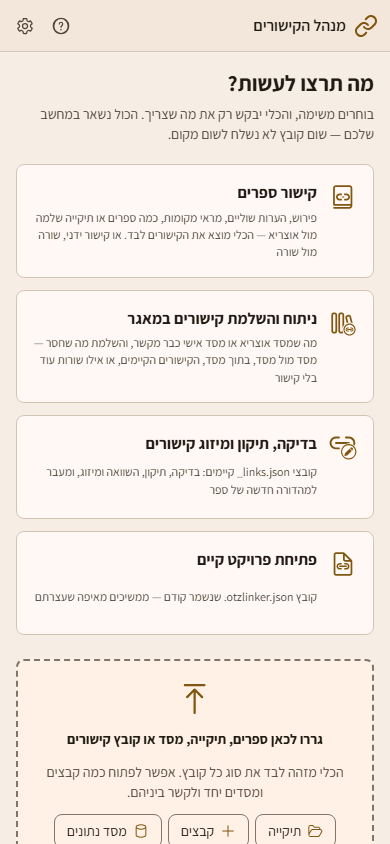 מנהל הקישורים
מה תרצו לעשות?
בוחרים משימה, והכלי יבקש רק את מה שצריך. הכול נשאר במחשב
שלכם — שום קובץ לא נשלח לשום מקום.
קישור ספרים
פירוש, הערות שוליים, מראי מקומות, כמה ספרים או תיקייה שלמה
מול אוצריא — הכלי מוצא את הקישורים לבד. או קישור ידני, שורה
מול שורה
ניתוח והשלמת קישורים במאגר
מה שמסד אוצריא או מסד אישי כבר מקשר, והשלמת מה שחסר —
מסד מול מסד, בתוך מסד, הקישורים הקיימים, או אילו שורות עוד
בלי קישור
בדיקה, תיקון ומיזוג קישורים
קובצי links.json_ קיימים: בדיקה, תיקון, השוואה ומיזוג, ומעבר
למהדורה חדשה של ספר
פתיחת פרויקט קיים
קובץ otzlinker.json. שנשמר קודם — ממשיכים מאיפה שעצרתם
גררו לכאן ספרים, תיקייה, מסד או קובץ קישורים
הכלי מזהה לבד את סוג כל קובץ. אפשר לפתוח כמה קבצים
ומסדים יחד ולקשר ביניהם.
תיקייה
קבצים
מסד נתונים